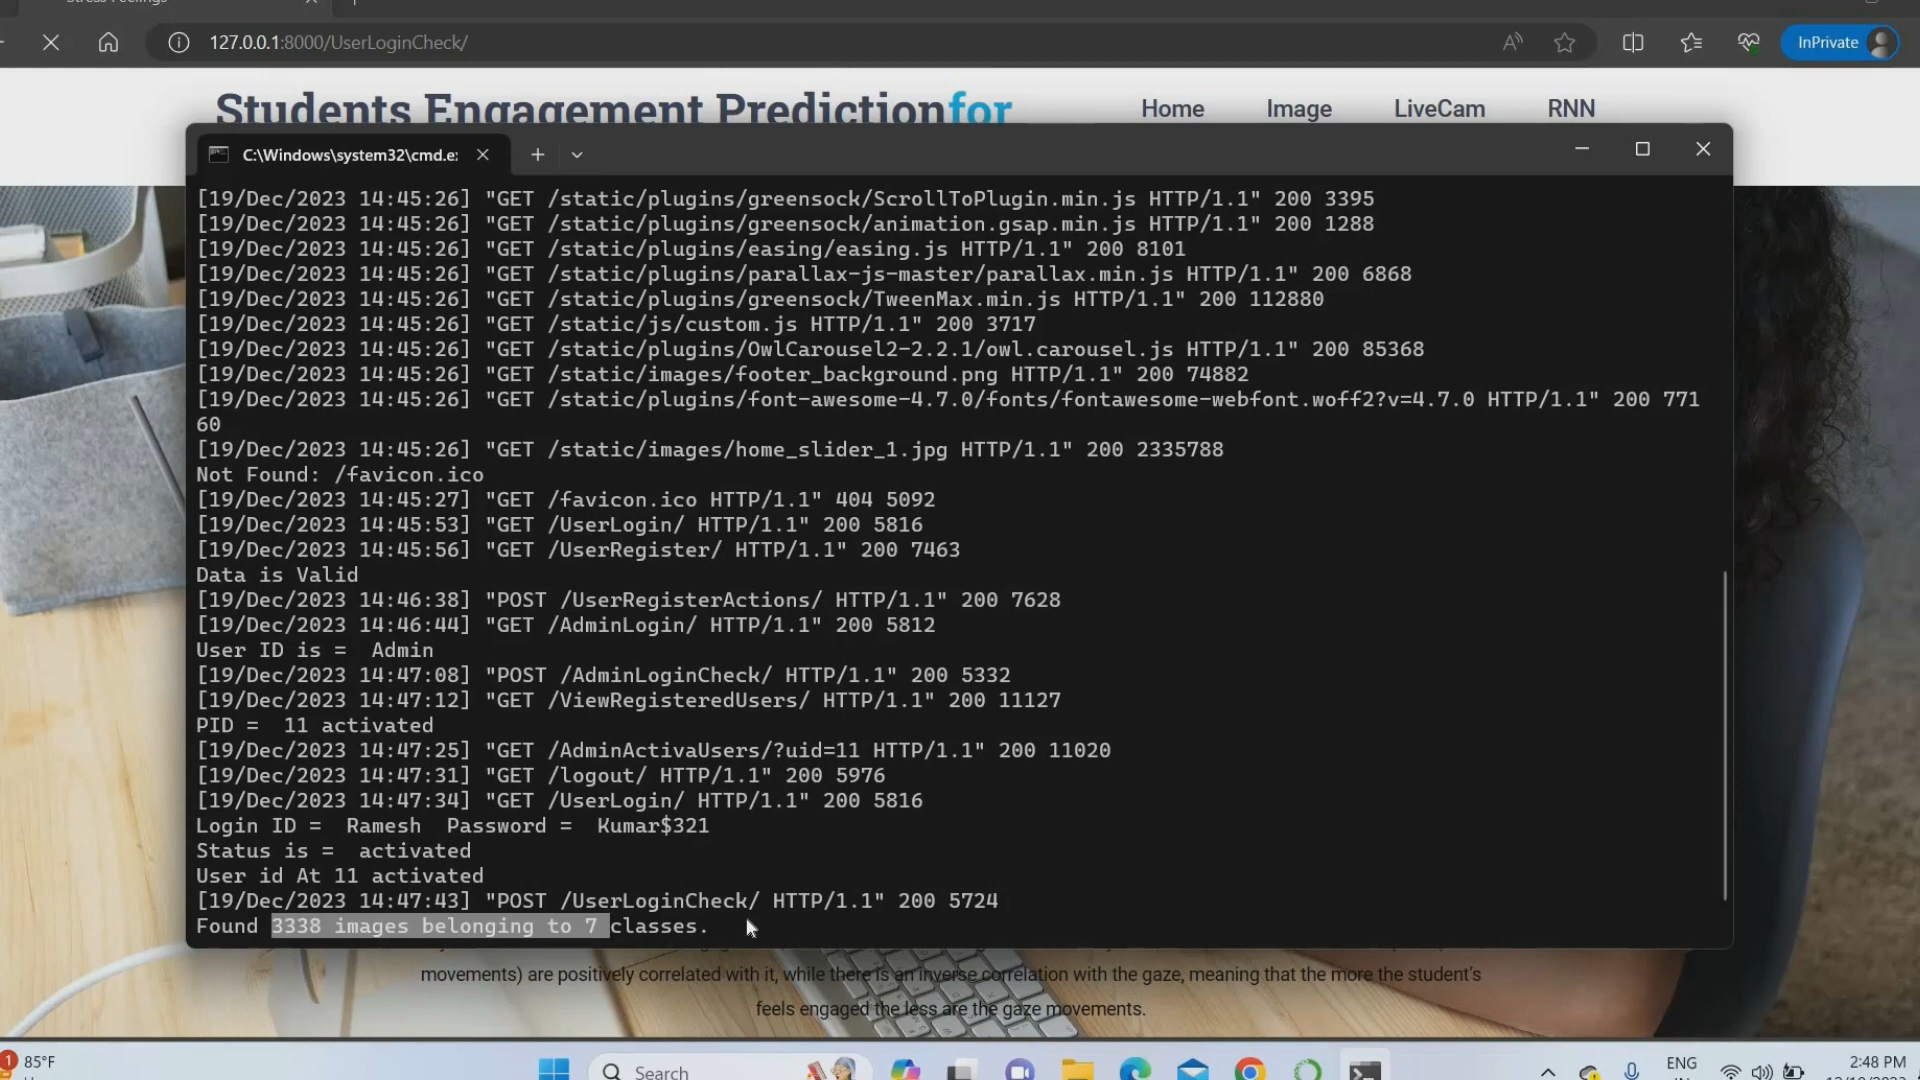 127.0.0.1:8000/UserLoginCheck/
InPrivate
Students Engagement Predictionfor
Home Image LiveCam RNN
C:\Windows\system32\cmd.e:
[19/Dec/2023 14:45:26] "GET /static/plugins/greensock/ScrollToPlugin.min.js HTTP/1.1" 200 3395
[19/Dec/2023 14:45:26] "GET /static/plugins/greensock/animation.gsap.min.js HTTP/1.1" 200 1288
[19/Dec/2023 14:45:26] "GET /static/plugins/easing/easing.js HTTP/1.1" 200 8101
[19/Dec/2023 14:45:26] "GET /static/plugins/parallax-js-master/parallax.min.js HTTP/1.1" 200 6868
[19/Dec/2023 14:45:26] "GET /static/plugins/greensock/TweenMax.min.js HTTP/1.1" 200 112880
[19/Dec/2023 14:45:26] "GET /static/js/custom.js HTTP/1.1" 200 3717
[19/Dec/2023 14:45:26] "GET /static/plugins/OwlCarousel2-2.2.1/owl.carousel.js HTTP/1.1" 200 85368
[19/Dec/2023 14:45:26] "GET /static/images/footer_background.png HTTP/1.1" 200 74882
[19/Dec/2023 14:45:26] "GET /static/plugins/font-awesome-4.7.0/fonts/fontawesome-webfont.woff2?v=4.7.0 HTTP/1.1" 200 771
60
[19/Dec/2023 14:45:26] "GET /static/images/home_slider_1.jpg HTTP/1.1" 200 2335788
Not Found: /favicon.ico
[19/Dec/2023 14:45:27] "GET /favicon.ico HTTP/1.1" 404 5092
[19/Dec/2023 14:45:53] "GET /UserLogin/ HTTP/1.1" 200 5816
[19/Dec/2023 14:45:56] "GET /UserRegister/ HTTP/1.1" 200 7463
Data is Valid
[19/Dec/2023 14:46:38] "POST /UserRegisterActions/ HTTP/1.1" 200 7628
[19/Dec/2023 14:46:44] "GET /AdminLogin/ HTTP/1.1" 200 5812
User ID is =  Admin
[19/Dec/2023 14:47:08] "POST /AdminLoginCheck/ HTTP/1.1" 200 5332
[19/Dec/2023 14:47:12] "GET /ViewRegisteredUsers/ HTTP/1.1" 200 11127
PID =  11 activated
[19/Dec/2023 14:47:25] "GET /AdminActivaUsers/?uid=11 HTTP/1.1" 200 11020
[19/Dec/2023 14:47:31] "GET /logout/ HTTP/1.1" 200 5976
[19/Dec/2023 14:47:34] "GET /UserLogin/ HTTP/1.1" 200 5816
Login ID =  Ramesh  Password =  Kumar$321
Status is =  activated
User id At 11 activated
[19/Dec/2023 14:47:43] "POST /UserLoginCheck/ HTTP/1.1" 200 5724
Found 3338 images belonging to 7 classes.
movements) are positively correlated with it, while there is an inverse correlation with the gaze, meaning that the more the student's
feels engaged the less are the gaze movements.
1
85°F
Search
ENG
2:48 PM